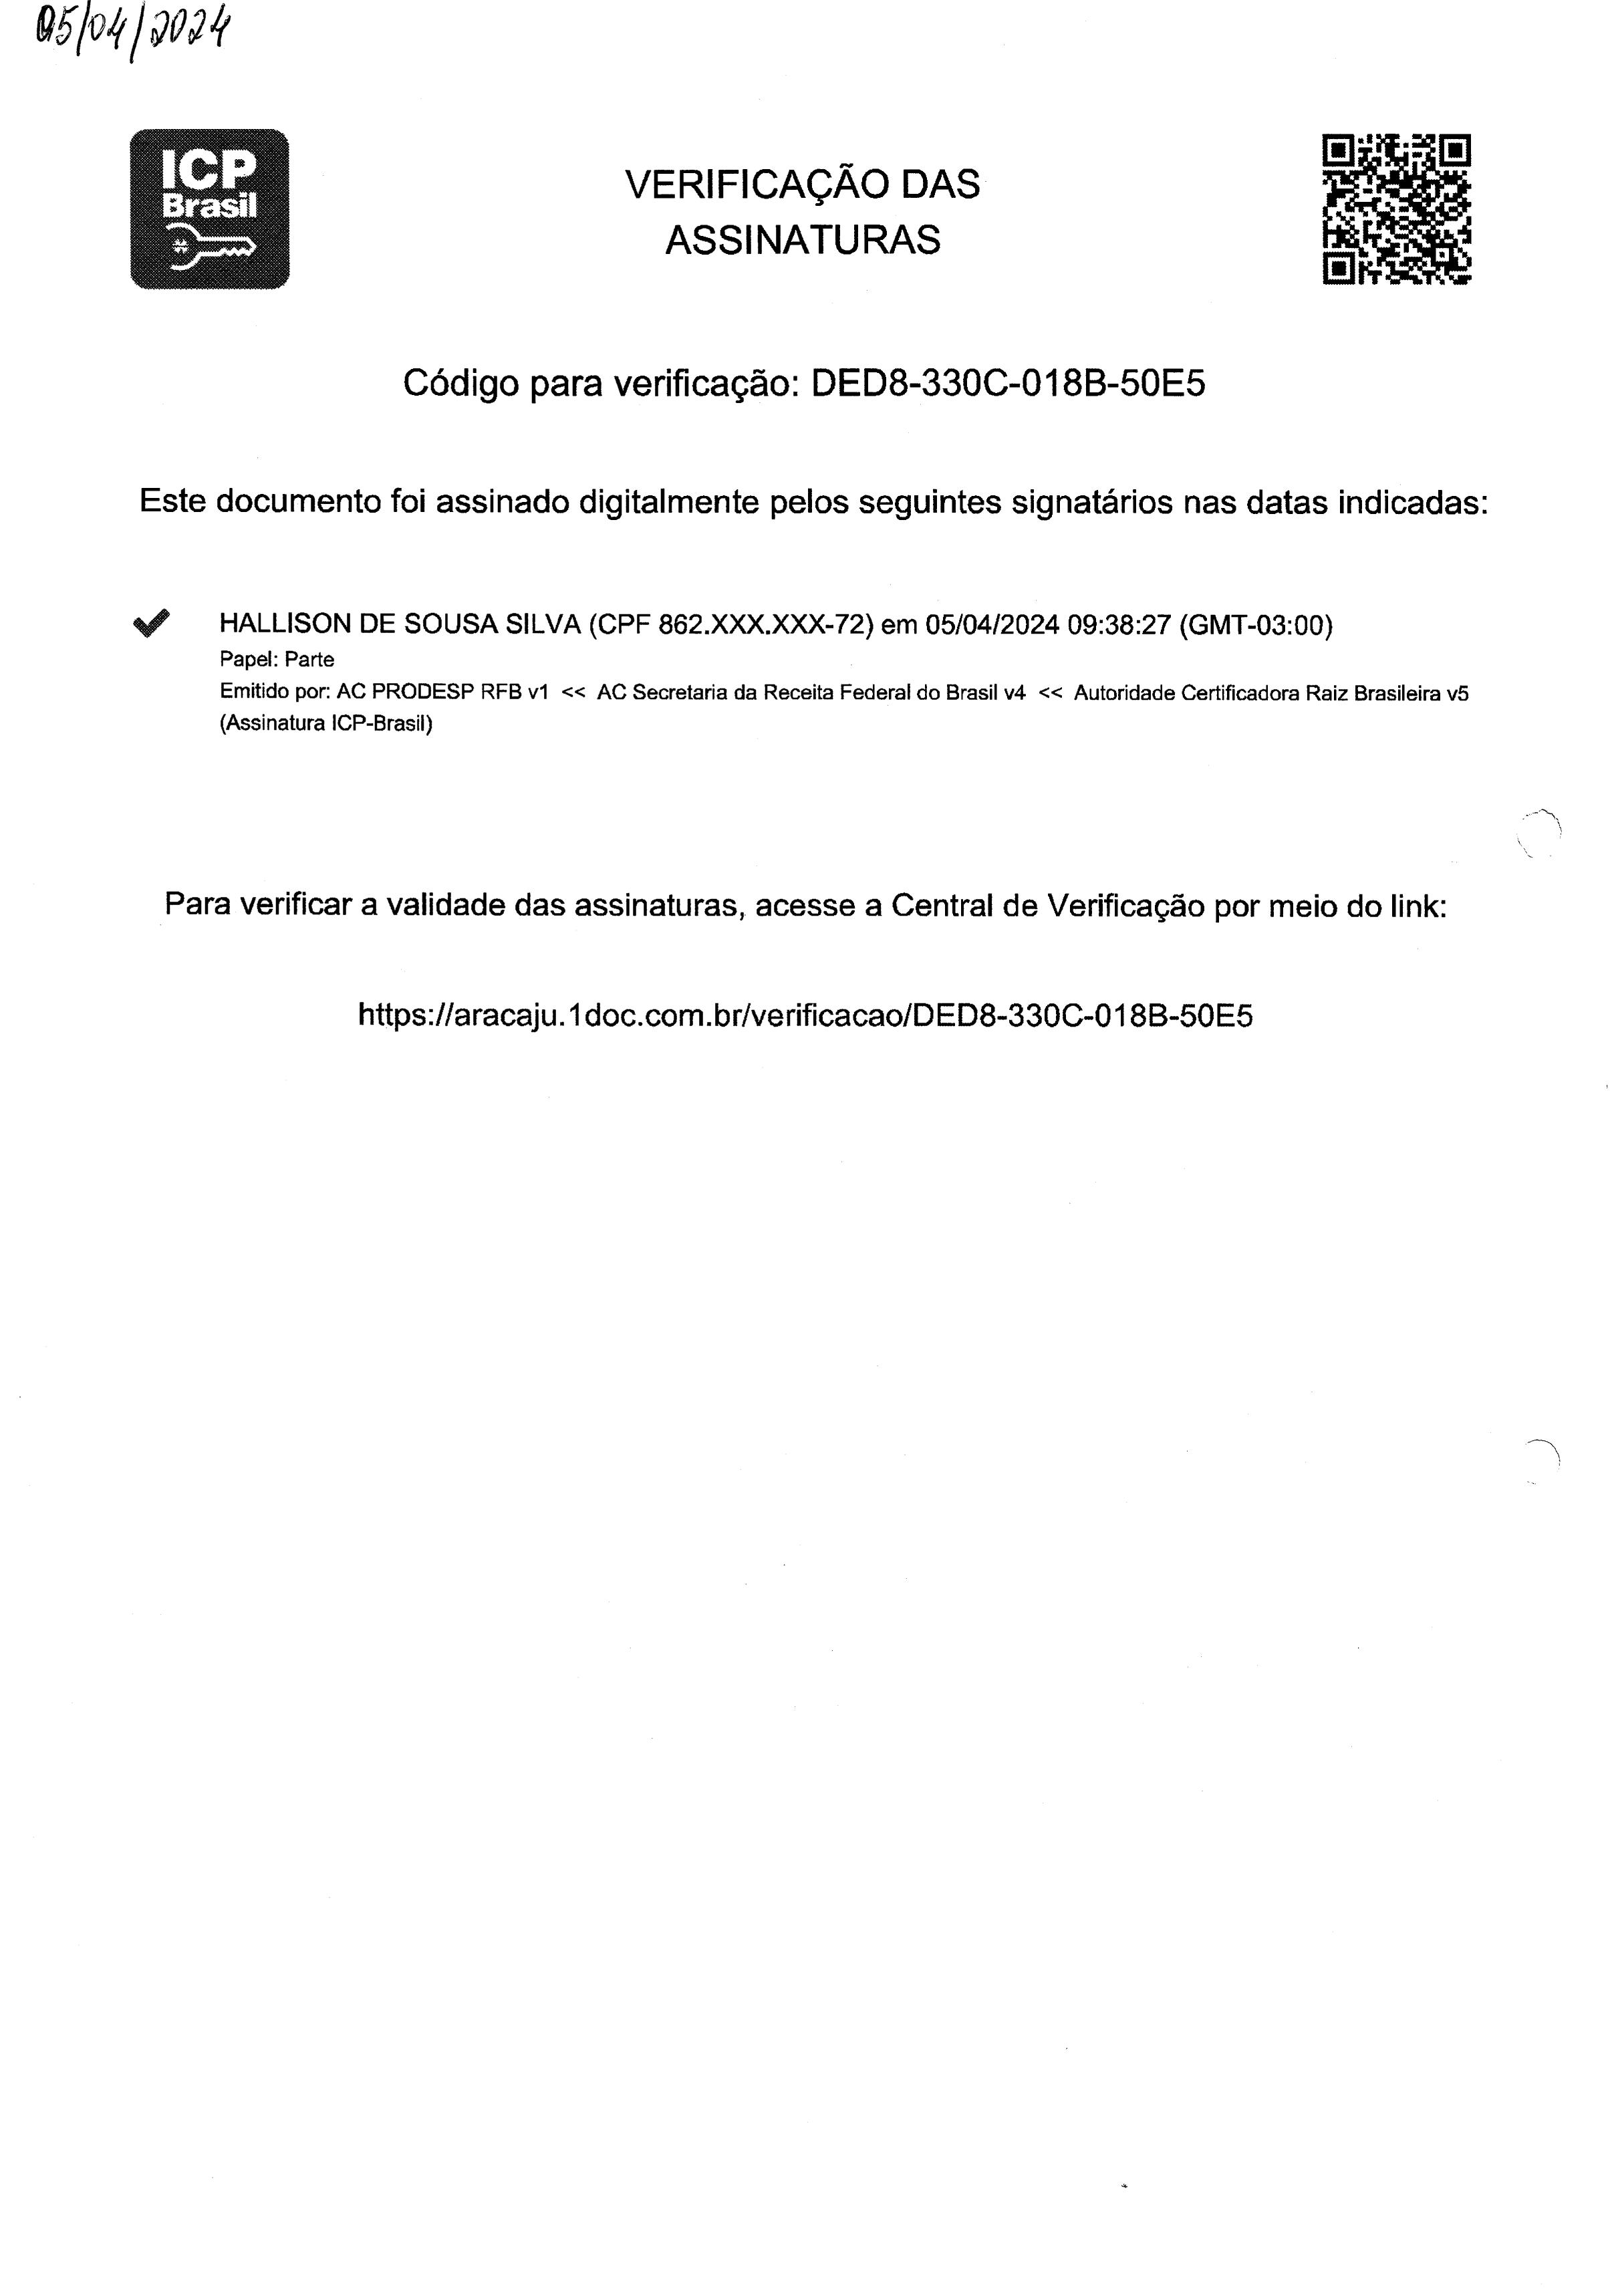 05/04/2024
ICP
Brasil
VERIFICAÇÃO DAS
ASSINATURAS
Código para verificação: DED8-330C-018B-50E5
Este documento foi assinado digitalmente pelos seguintes signatários nas datas indicadas:
HALLISON DE SOUSA SILVA (CPF 862.XXX.XXX-72) em 05/04/2024 09:38:27 (GMT-03:00)
Papel: Parte
Emitido por: AC PRODESP RFB v1 << AC Secretaria da Receita Federal do Brasil v4 << Autoridade Certificadora Raiz Brasileira v5
(Assinatura ICP-Brasil)
Para verificar a validade das assinaturas, acesse a Central de Verificação por meio do link:
https://aracaju.1doc.com.br/verificacao/DED8-330C-018B-50E5